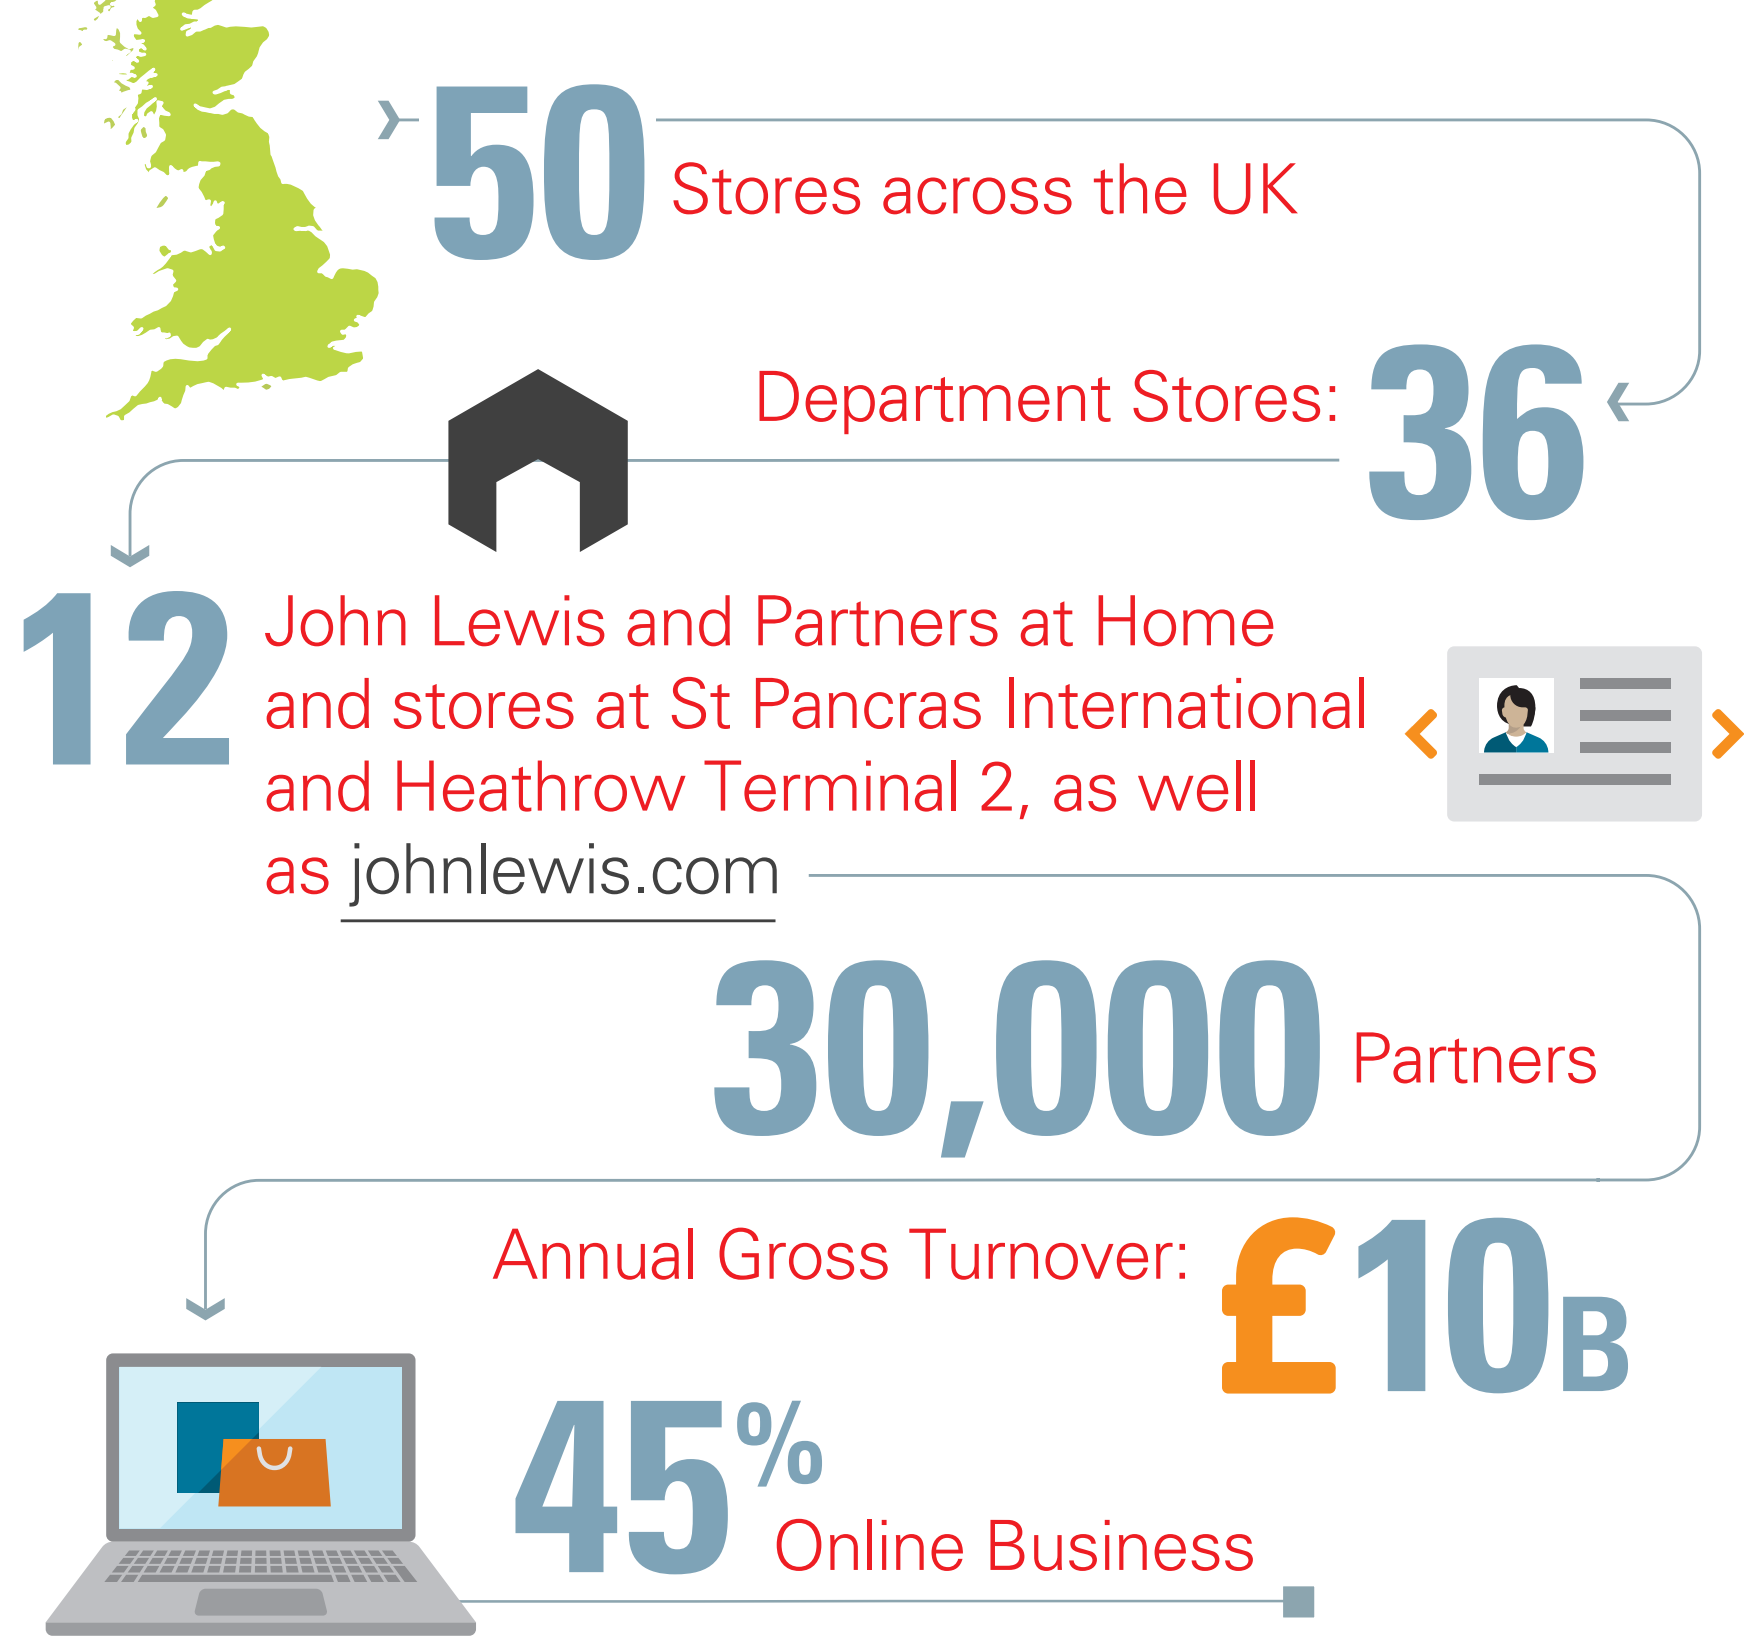 50
Stores across the UK
Department Stores: 36
12
John Lewis and Partners at Home
and stores at St Pancras International
and Heathrow Terminal 2, as well
as johnlewis.com
30,000 Partners
Annual Gross Turnover: £10B
45%
Online Business